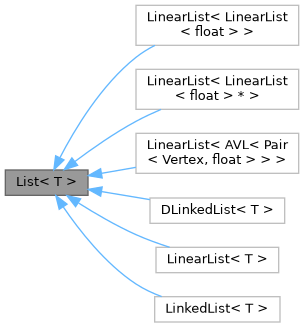 LinearList< LinearList
< float > >
LinearList< LinearList
< float > * >
LinearList< AVL< Pair
< Vertex, float > > >
List< T >
DLinkedList< T >
LinearList< T >
LinkedList< T >